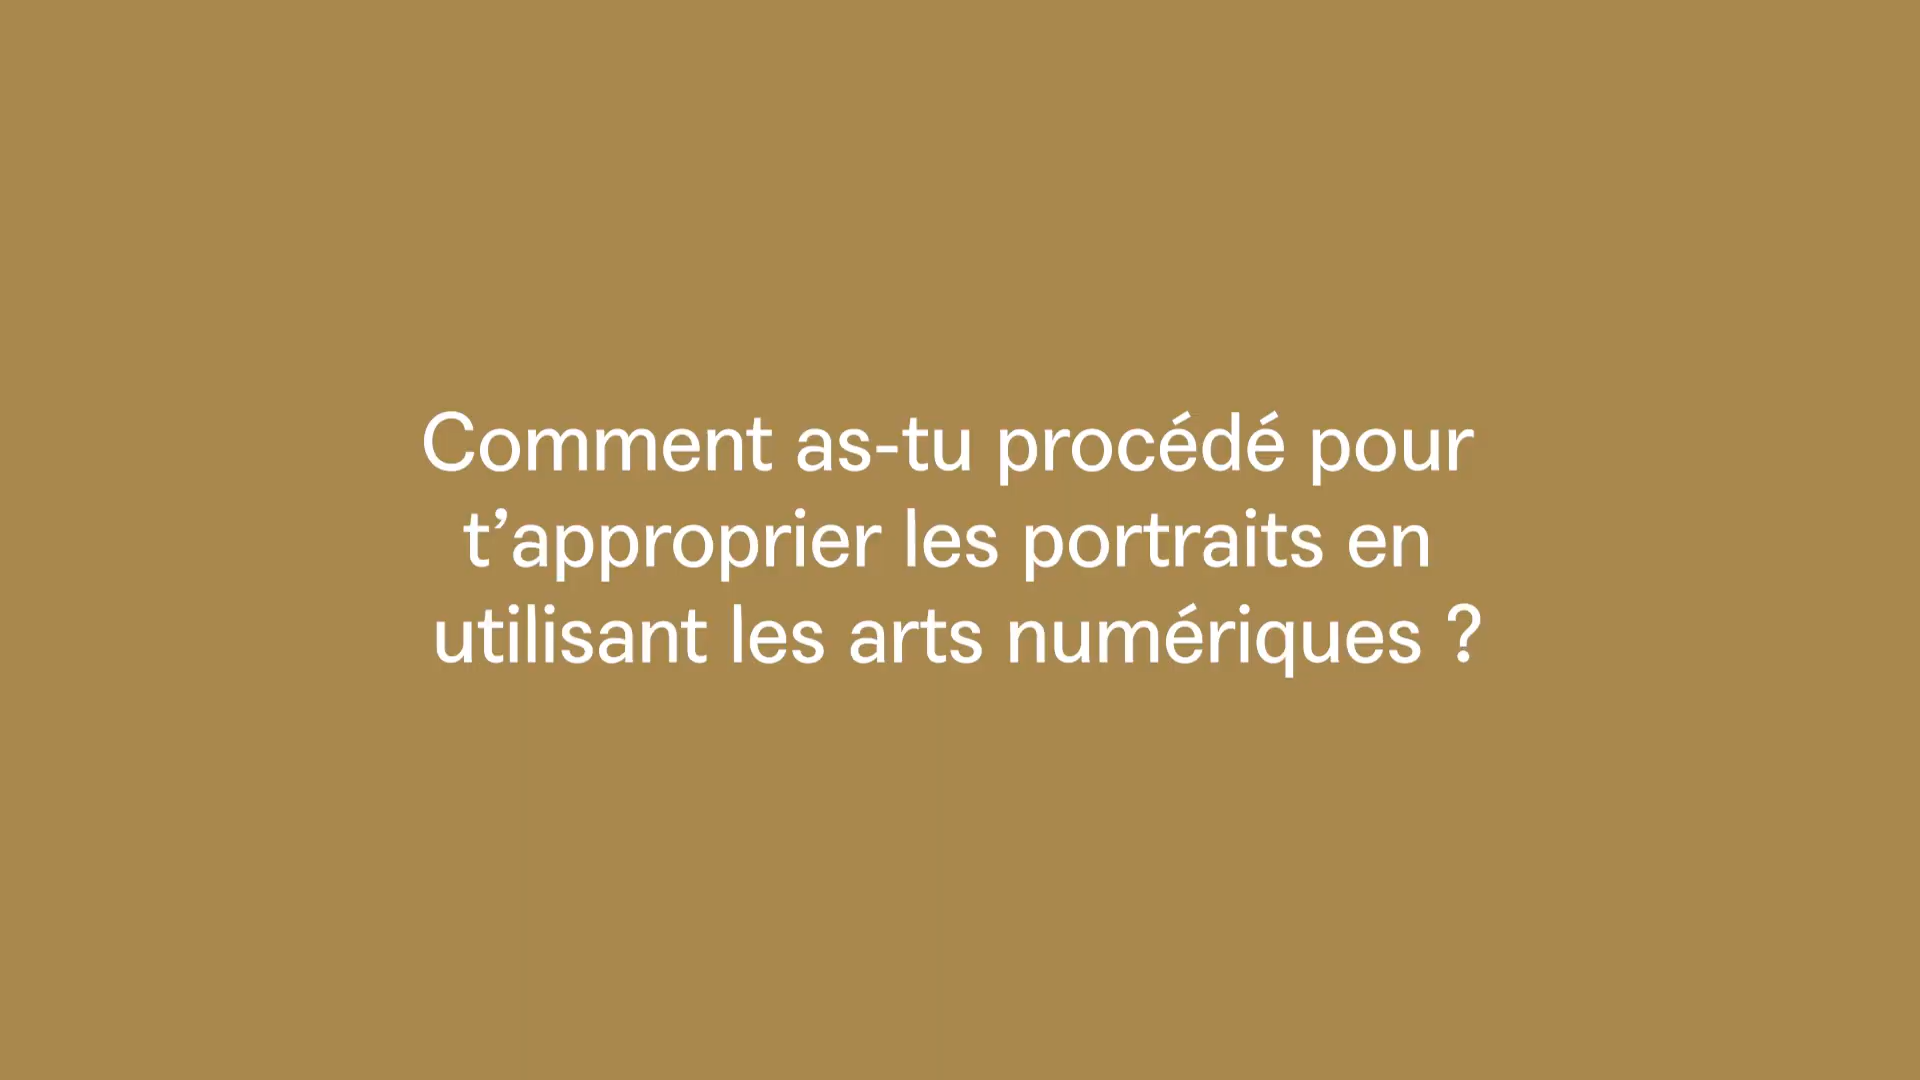 Comment as-tu procédé pour
t’approprier les portraits en
utilisant les arts numériques ?